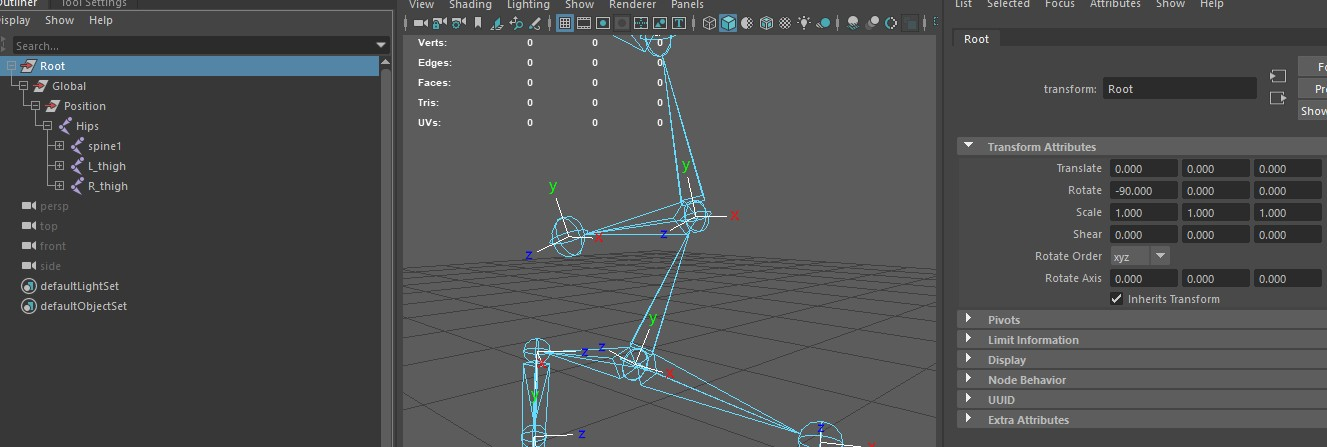 Outliner
Tool Settings
Display Show Help
Search...
Root
Global
Position
Hips
spine1
L_thigh
R_thigh
persp
top
front
side
defaultLightSet
defaultObjectSet
View Shading Lighting Show Renderer Panels
Verts: 0 0 0
Edges: 0 0 0
Faces: 0 0 0
Tris: 0 0 0
UVs: 0 0 0
y
y
x
z
x
z
y
z z
x
x
y
z
z
List Selected Focus Attributes Show Help
Root
transform: Root
Fo
Pre
Show
Transform Attributes
Translate 0.000 0.000 0.000
Rotate -90.000 0.000 0.000
Scale 1.000 1.000 1.000
Shear 0.000 0.000 0.000
Rotate Order xyz
Rotate Axis 0.000 0.000 0.000
Inherits Transform
Pivots
Limit Information
Display
Node Behavior
UUID
Extra Attributes